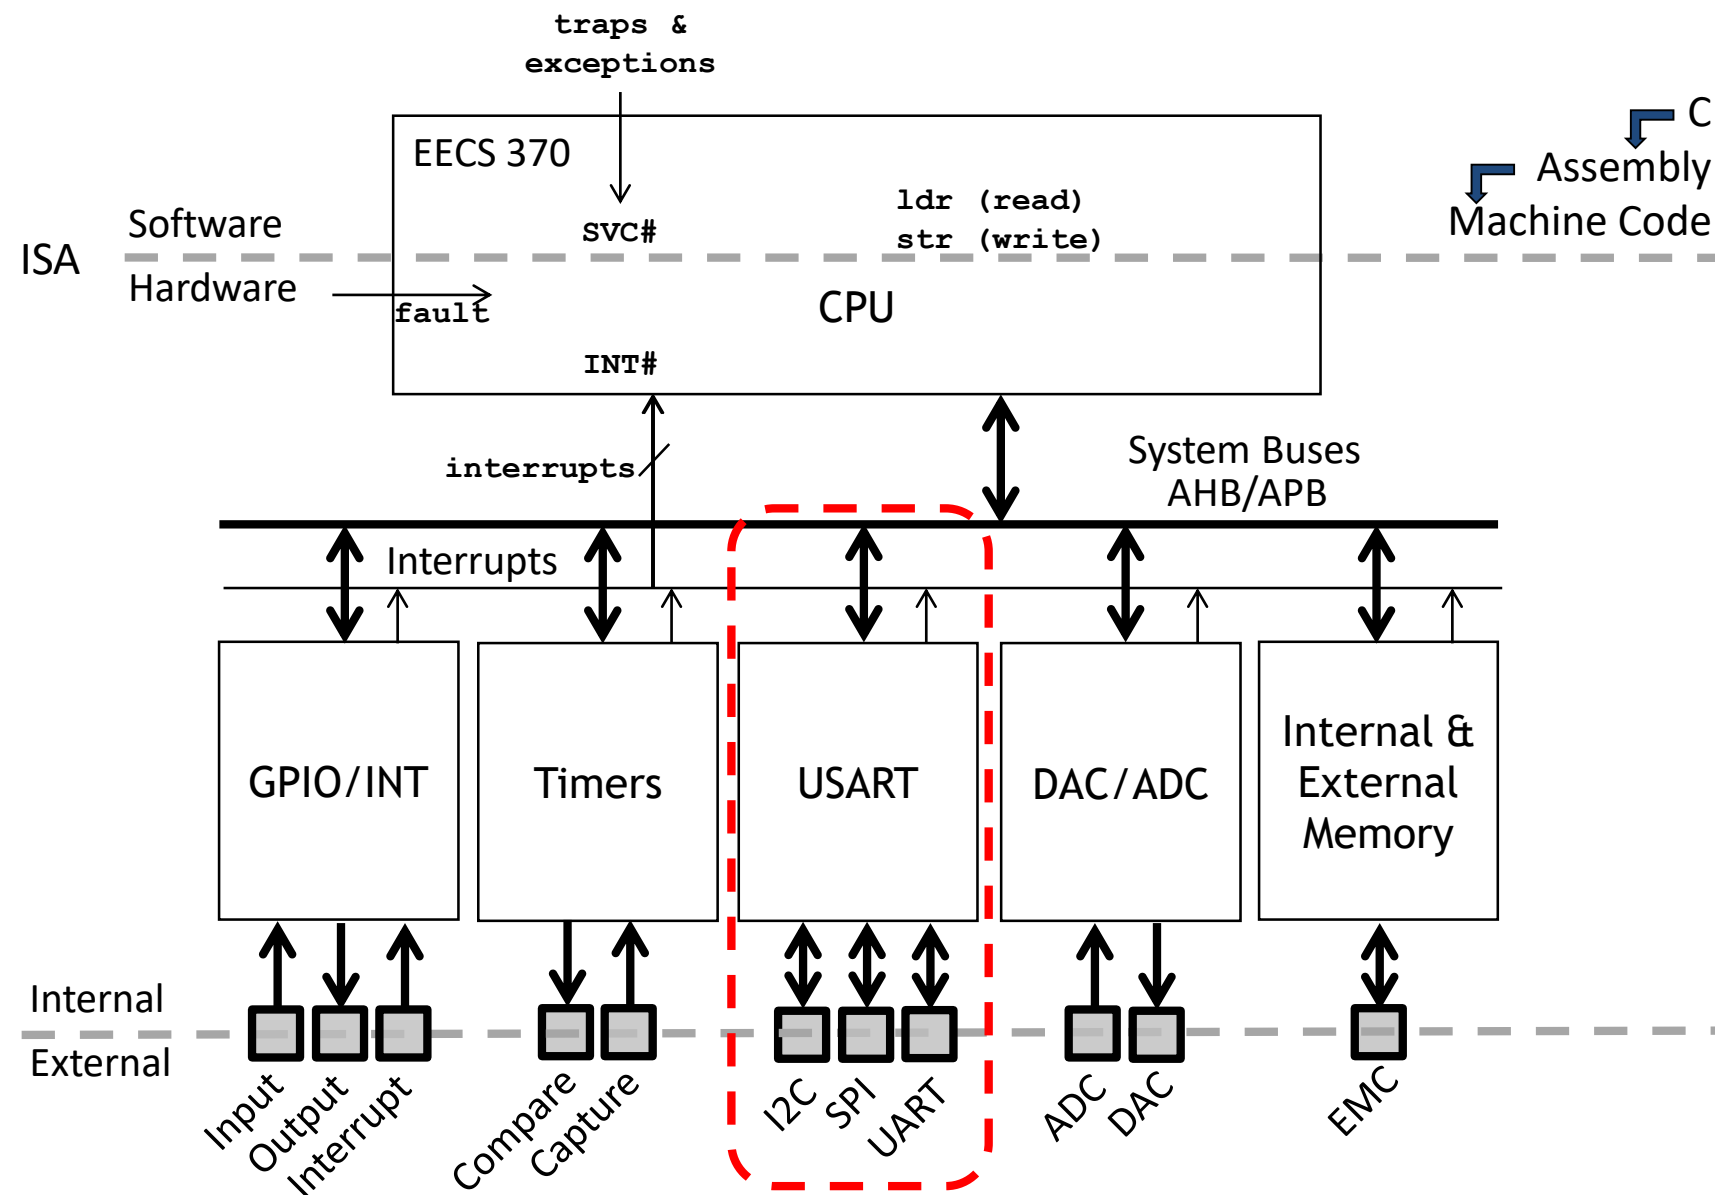 traps &
exceptions
EECS 370
C
Assembly
Machine Code
ldr (read)
str (write)
SVC#
Software
ISA
Hardware
fault
CPU
INT#
interrupts
System Buses
AHB/APB
Interrupts
GPIO/INT
Timers
USART
DAC/ADC
Internal &
External
Memory
Internal
External
Input
Output
Interrupt
Compare
Capture
I2C
SPI
UART
ADC
DAC
EMC